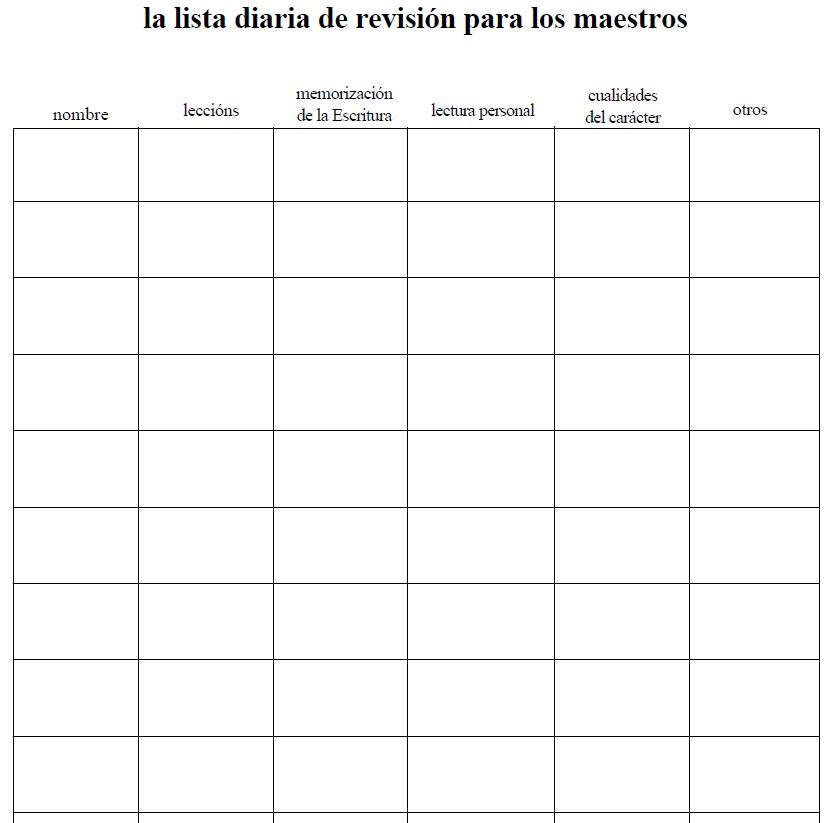 la lista diaria de revisión para los maestros
nombre
leccións
memorización
de la Escritura
lectura personal
cualidades
del carácter
otros